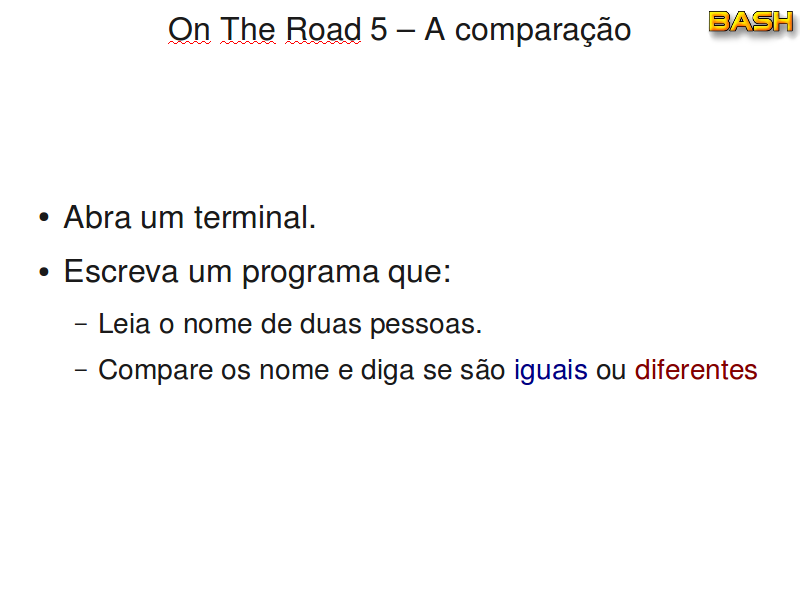 On The Road 5 – A comparação
BASH
• Abra um terminal.
• Escreva um programa que:
– Leia o nome de duas pessoas.
– Compare os nome e diga se são iguais ou diferentes